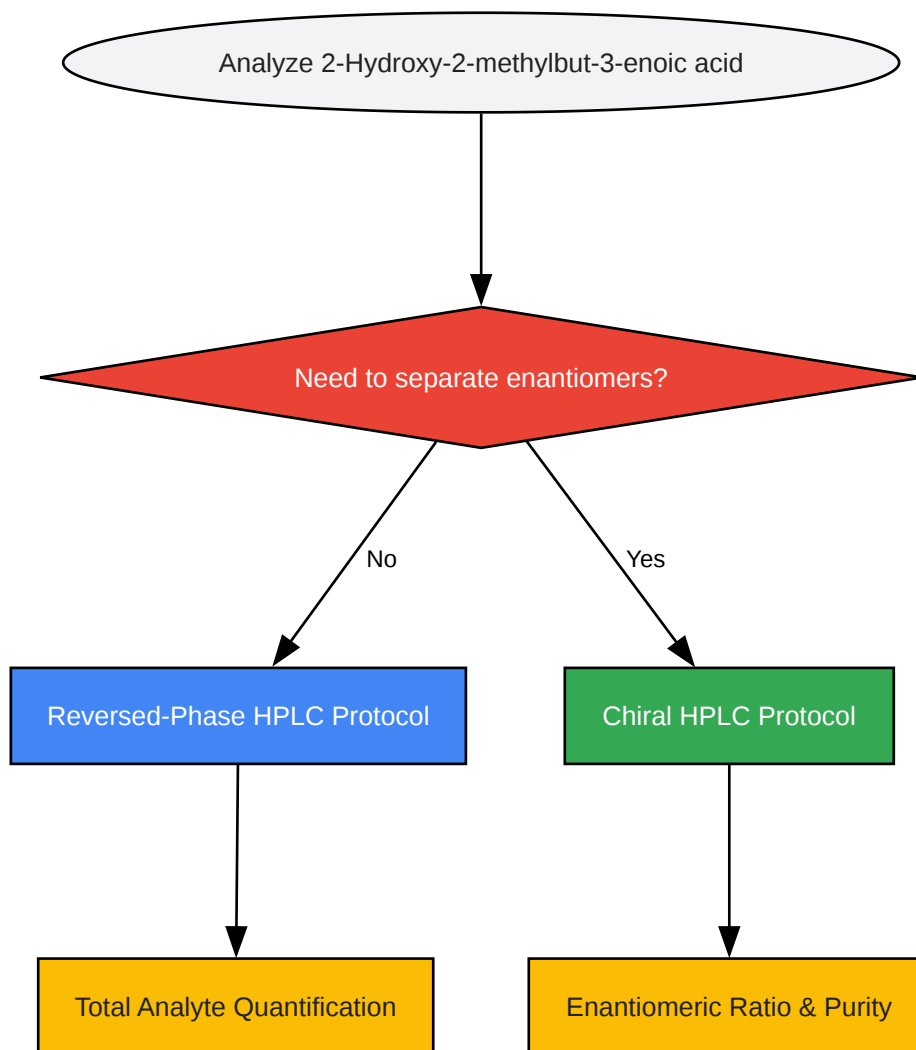 Analyze 2-Hydroxy-2-methylbut-3-enoic acid
Need to separate enantiomers?
No
Yes
Reversed-Phase HPLC Protocol
Chiral HPLC Protocol
Total Analyte Quantification
Enantiomeric Ratio & Purity